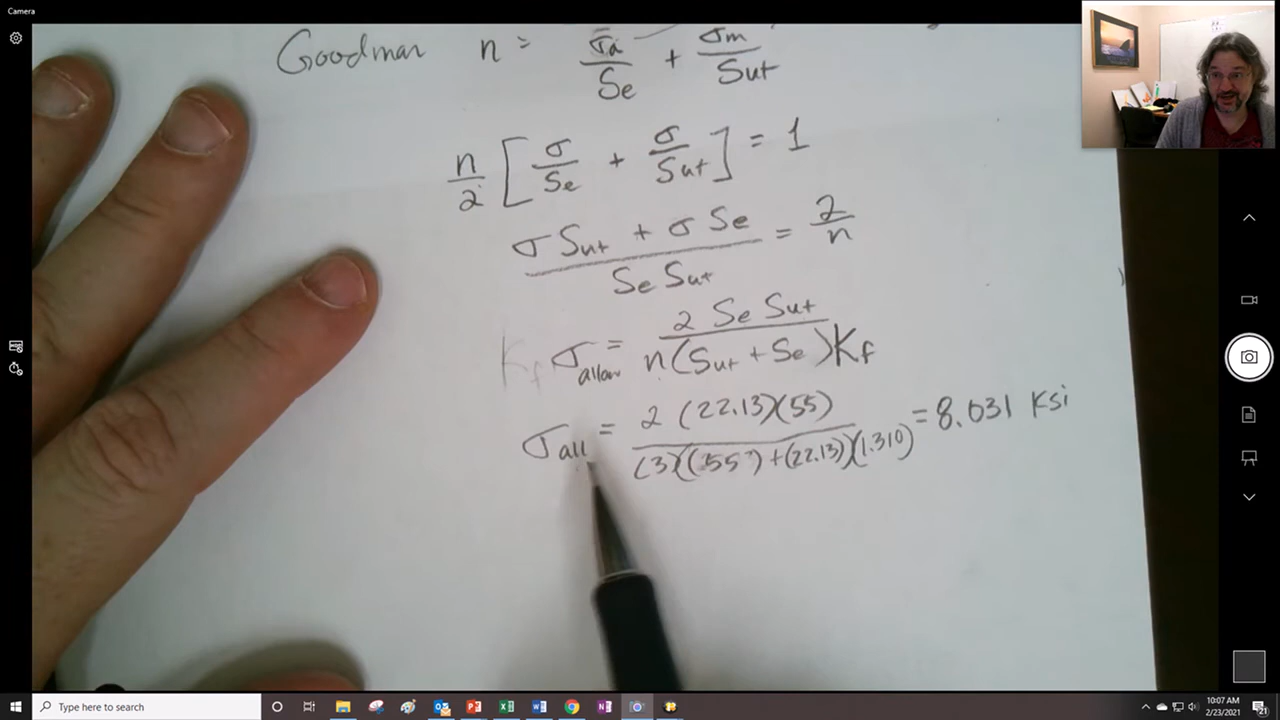 Camera
Goodman n = σa/Se + σm/Sut
n/2 [σ/Se + σ/Sut] = 1
(σ Sut + σ Se)/(Se Sut) = 2/n
Kf σallow = 2 Se Sut/(n(Sut + Se)Kf)
σall = 2 (22.13)(55)/((3)((55)+(22.13))(1.310) = 8.031 Ksi
Type here to search
10:07 AM
2/23/2021
21